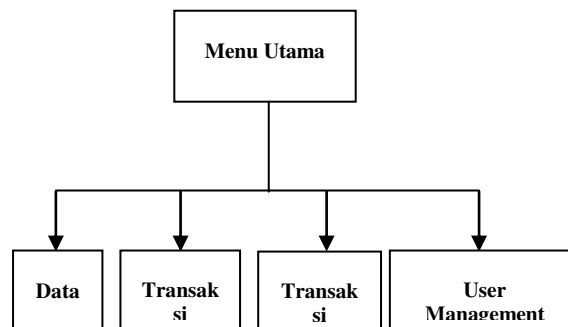 Menu Utama
Data
Transak
si
Transak
si
User
Management